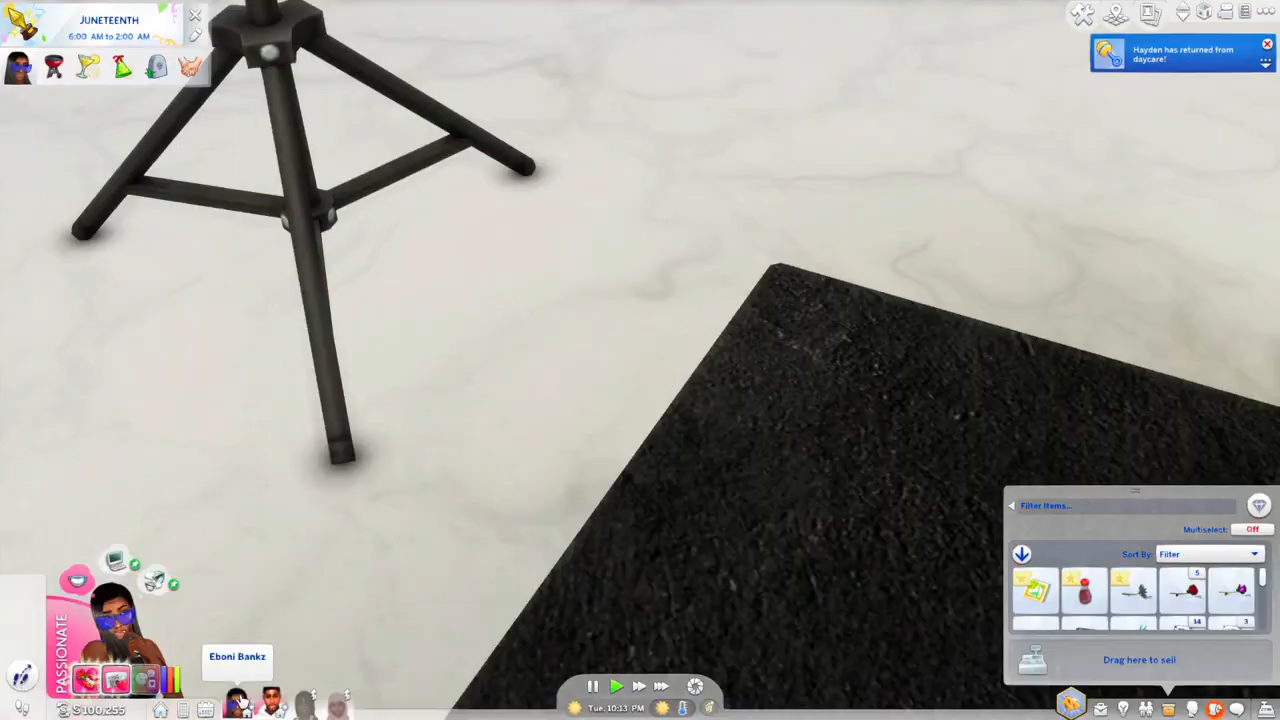 JUNETEENTH
6:00 AM to 2:00 AM
Hayden has returned from
daycare!
Filter Items...
Multiselect: Off
Sort By: Filter
5
14
3
Drag here to sell
PASSIONATE
Eboni Bankz
§100,255
Tue. 10:13 PM